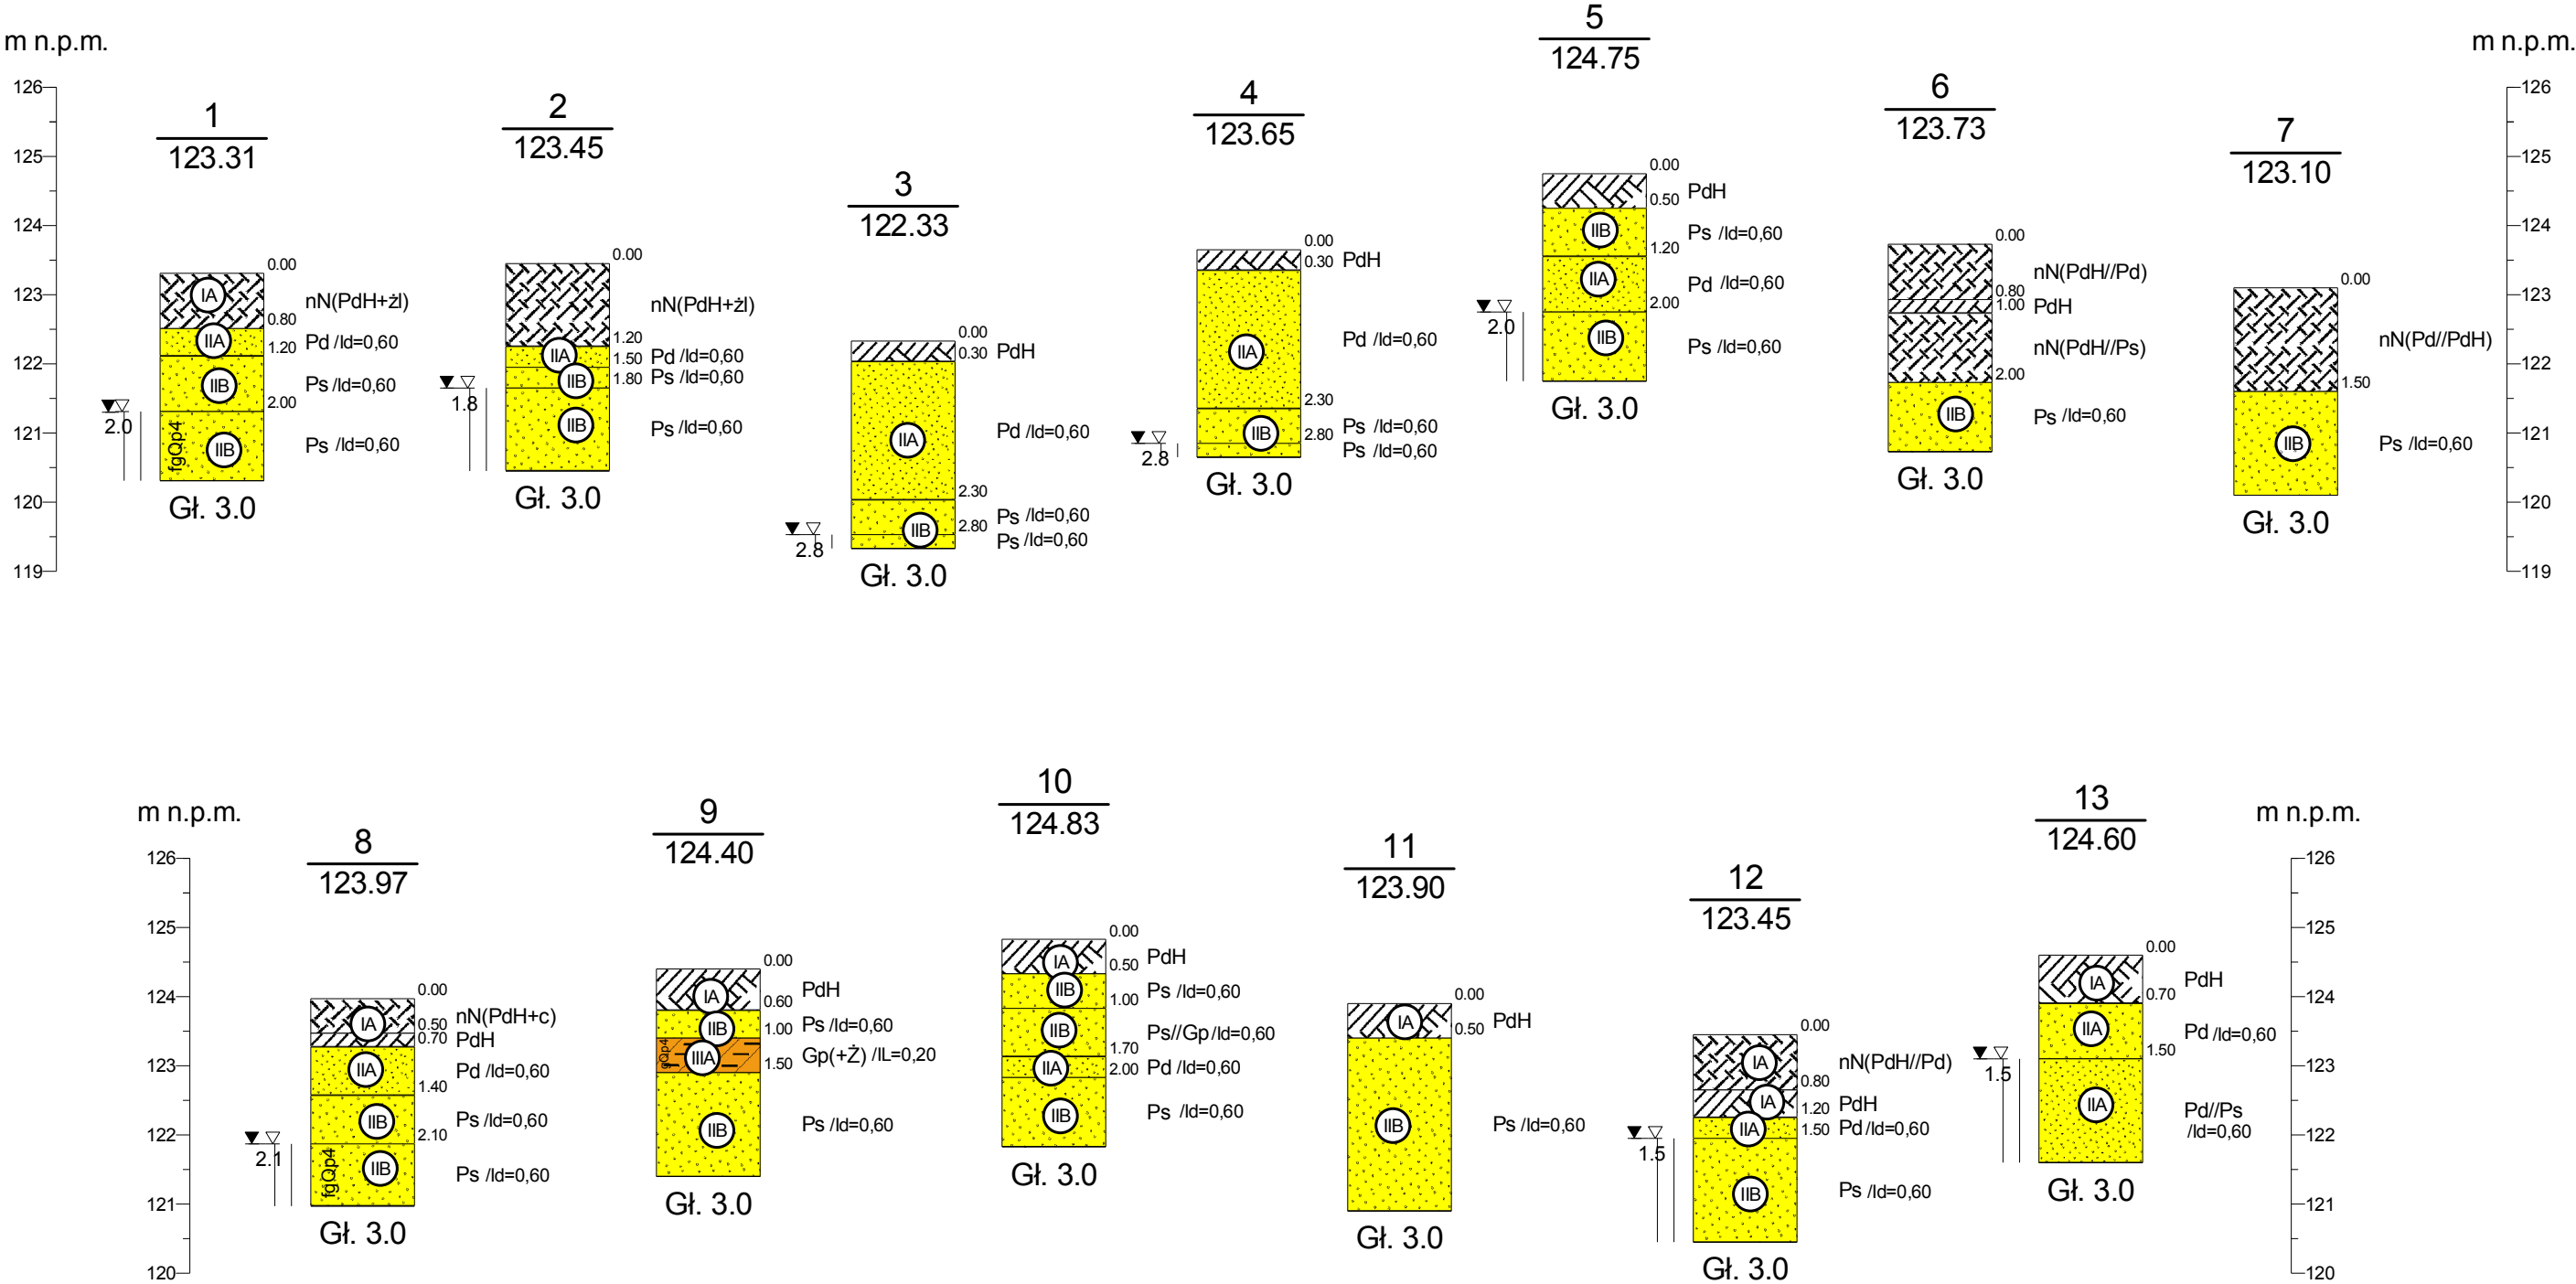 m n.p.m.
126
125
124
123
122
121
120
119
1
123.31
0.00
IA
nN(PdH+żl)
0.80
IIA
Pd /Id=0,60
1.20
IIB
Ps /Id=0,60
2.00
2.0
fgQp4
IIB
Ps /Id=0,60
Gł. 3.0
2
123.45
0.00
nN(PdH+żl)
1.20
IIA
Pd /Id=0,60
1.50
IIB
Ps /Id=0,60
1.80
1.8
IIB
Ps /Id=0,60
Gł. 3.0
3
122.33
0.00
0.30
PdH
IIA
Pd /Id=0,60
2.30
Ps /Id=0,60
IIB
2.80
2.8
Ps /Id=0,60
Gł. 3.0
4
123.65
0.00
0.30
PdH
IIA
Pd /Id=0,60
2.30
Ps /Id=0,60
IIB
2.80
2.8
Ps /Id=0,60
Gł. 3.0
5
124.75
0.00
PdH
0.50
IIB
Ps /Id=0,60
1.20
IIA
Pd /Id=0,60
2.00
2.0
IIB
Ps /Id=0,60
Gł. 3.0
6
123.73
0.00
nN(PdH//Pd)
0.80
1.00
PdH
nN(PdH//Ps)
2.00
IIB
Ps /Id=0,60
Gł. 3.0
7
123.10
0.00
nN(Pd//PdH)
1.50
IIB
Ps /Id=0,60
Gł. 3.0
m n.p.m.
126
125
124
123
122
121
120
119
m n.p.m.
126
125
124
123
122
121
120
8
123.97
0.00
IA
nN(PdH+c)
0.50
0.70
PdH
IIA
Pd /Id=0,60
1.40
IIB
Ps /Id=0,60
2.10
2.1
fgQp4
IIB
Ps /Id=0,60
Gł. 3.0
9
124.40
0.00
IA
PdH
0.60
IIB
Ps /Id=0,60
1.00
gQp4
IIIA
Gp(+Ż) /IL=0,20
1.50
IIB
Ps /Id=0,60
Gł. 3.0
10
124.83
0.00
IA
PdH
0.50
IIB
Ps /Id=0,60
1.00
IIB
Ps//Gp /Id=0,60
1.70
IIA
Pd /Id=0,60
2.00
IIB
Ps /Id=0,60
Gł. 3.0
11
123.90
0.00
IA
PdH
0.50
IIB
Ps /Id=0,60
Gł. 3.0
12
123.45
0.00
IA
nN(PdH//Pd)
0.80
IA
PdH
1.20
IIA
Pd /Id=0,60
1.50
1.5
IIB
Ps /Id=0,60
Gł. 3.0
13
124.60
0.00
IA
PdH
0.70
IIA
Pd /Id=0,60
1.50
1.5
IIA
Pd//Ps
/Id=0,60
Gł. 3.0
m n.p.m.
126
125
124
123
122
121
120